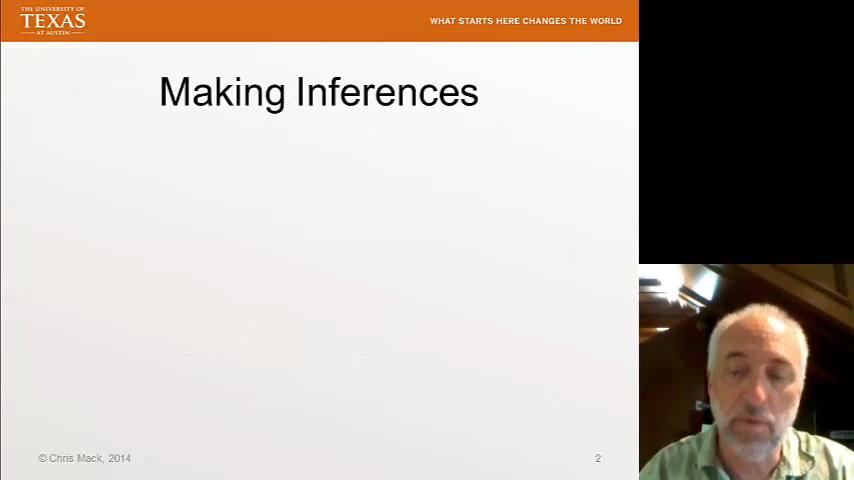 THE UNIVERSITY OF
TEXAS
AT AUSTIN
WHAT STARTS HERE CHANGES THE WORLD
Making Inferences
© Chris Mack, 2014
2